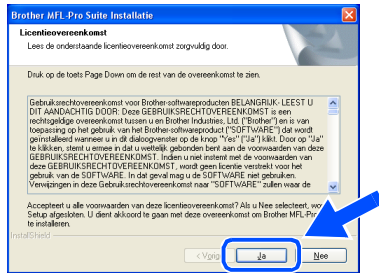 Brother MFL-Pro Suite Installatie
Licentieovereenkomst
Lees de onderstaande licentieovereenkomst zorgvuldig door.
Druk op de toets Page Down om de rest van de overeenkomst te zien.
Gebruiksrechtovereenkomst voor Brother-softwareproducten BELANGRIJK- LEEST U
DIT AANDACHTIG DOOR: Deze GEBRUIKSRECHTOVEREENKOMST is een
rechtsgeldige overeenkomst tussen u en Brother Industries, Ltd. ("Brother") en is van
toepassing op het gebruik van het Brother-softwareproduct ("SOFTWARE") dat wordt
geïnstalleerd wanneer u in dit dialoogvenster op de knop "Ya" ("Ja") klikt. Door op "Ja"
te klikken, stemt u ermee in dat u wettelijk gebonden bent aan de voorwaarden van deze
GEBRUIKSRECHTOVEREENKOMST. Indien u niet instemt met de voorwaarden van
deze GEBRUIKSRECHTOVEREENKOMST, wordt geen licentie verstrekt voor het
gebruik van de SOFTWARE. In dat geval mag u de SOFTWARE niet gebruiken.
Verwijzingen in deze Gebruiksrechtovereenkomst naar "SOFTWARE" zullen waar de
Accepteert u alle voorwaarden van deze licentieovereenkomst? Als u Nee selecteert,
Setup afgesloten. U dient akkoord te gaan met deze overeenkomst om Brother
te installeren.
InstallShield
Ja
Nee